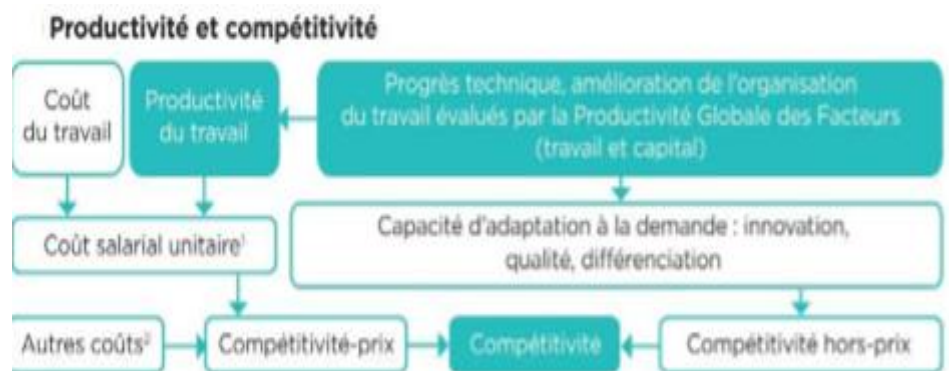 Productivité et compétitivité
Coût
du travail
Productivité
du travail
Progrès technique, amélioration de l'organisation
du travail évalués par la Productivité Globale des Facteurs
(travail et capital)
Coût salarial unitaire¹
Capacité d'adaptation à la demande : innovation,
qualité, différenciation
Autres coûts²
Compétitivité-prix
Compétitivité
Compétitivité hors-prix